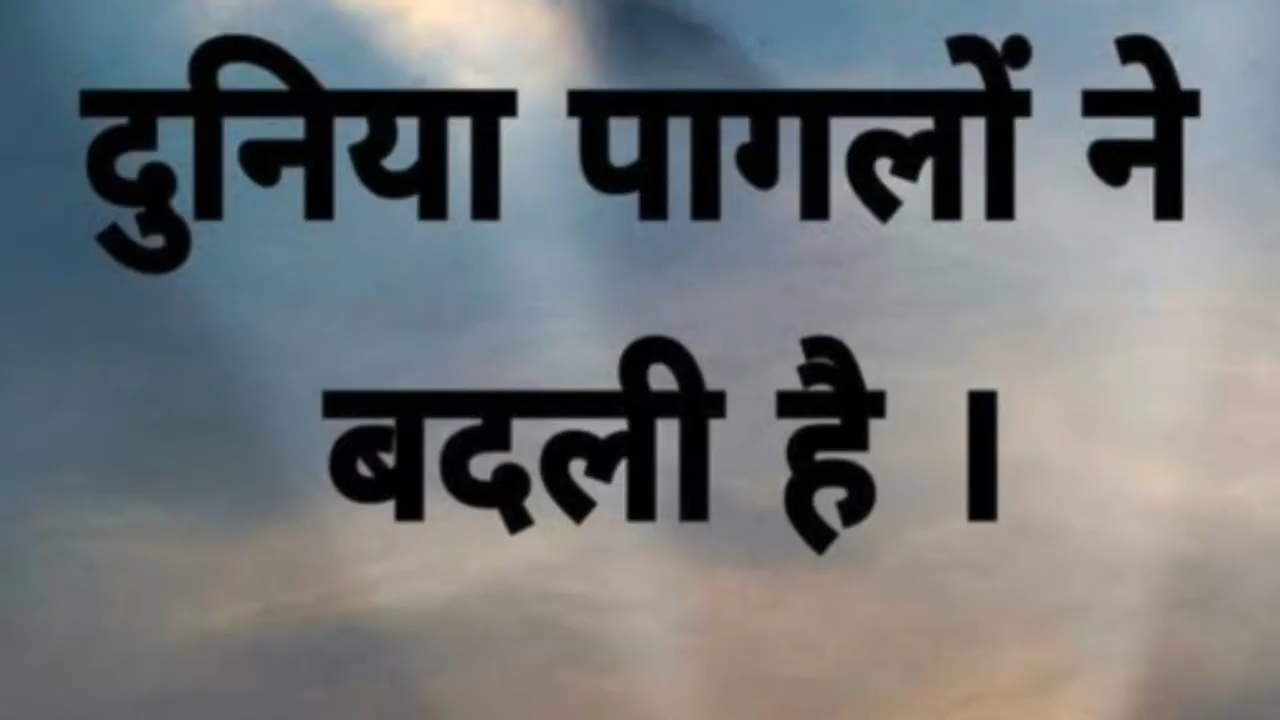 दुनिया पागलों ने
बदली है ।